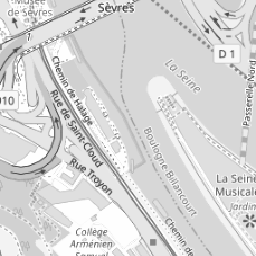 Musée
de Sèvres
Sèvres
La Seine
D 1
Passerelle Nord
Chemin de Halage
Rue de Saint-Cloud
D10
Rue Troyon
Boulogne Billancourt
La Seine
Musicale
Jardin
Chemin de
Collège
Arménien
Samuel